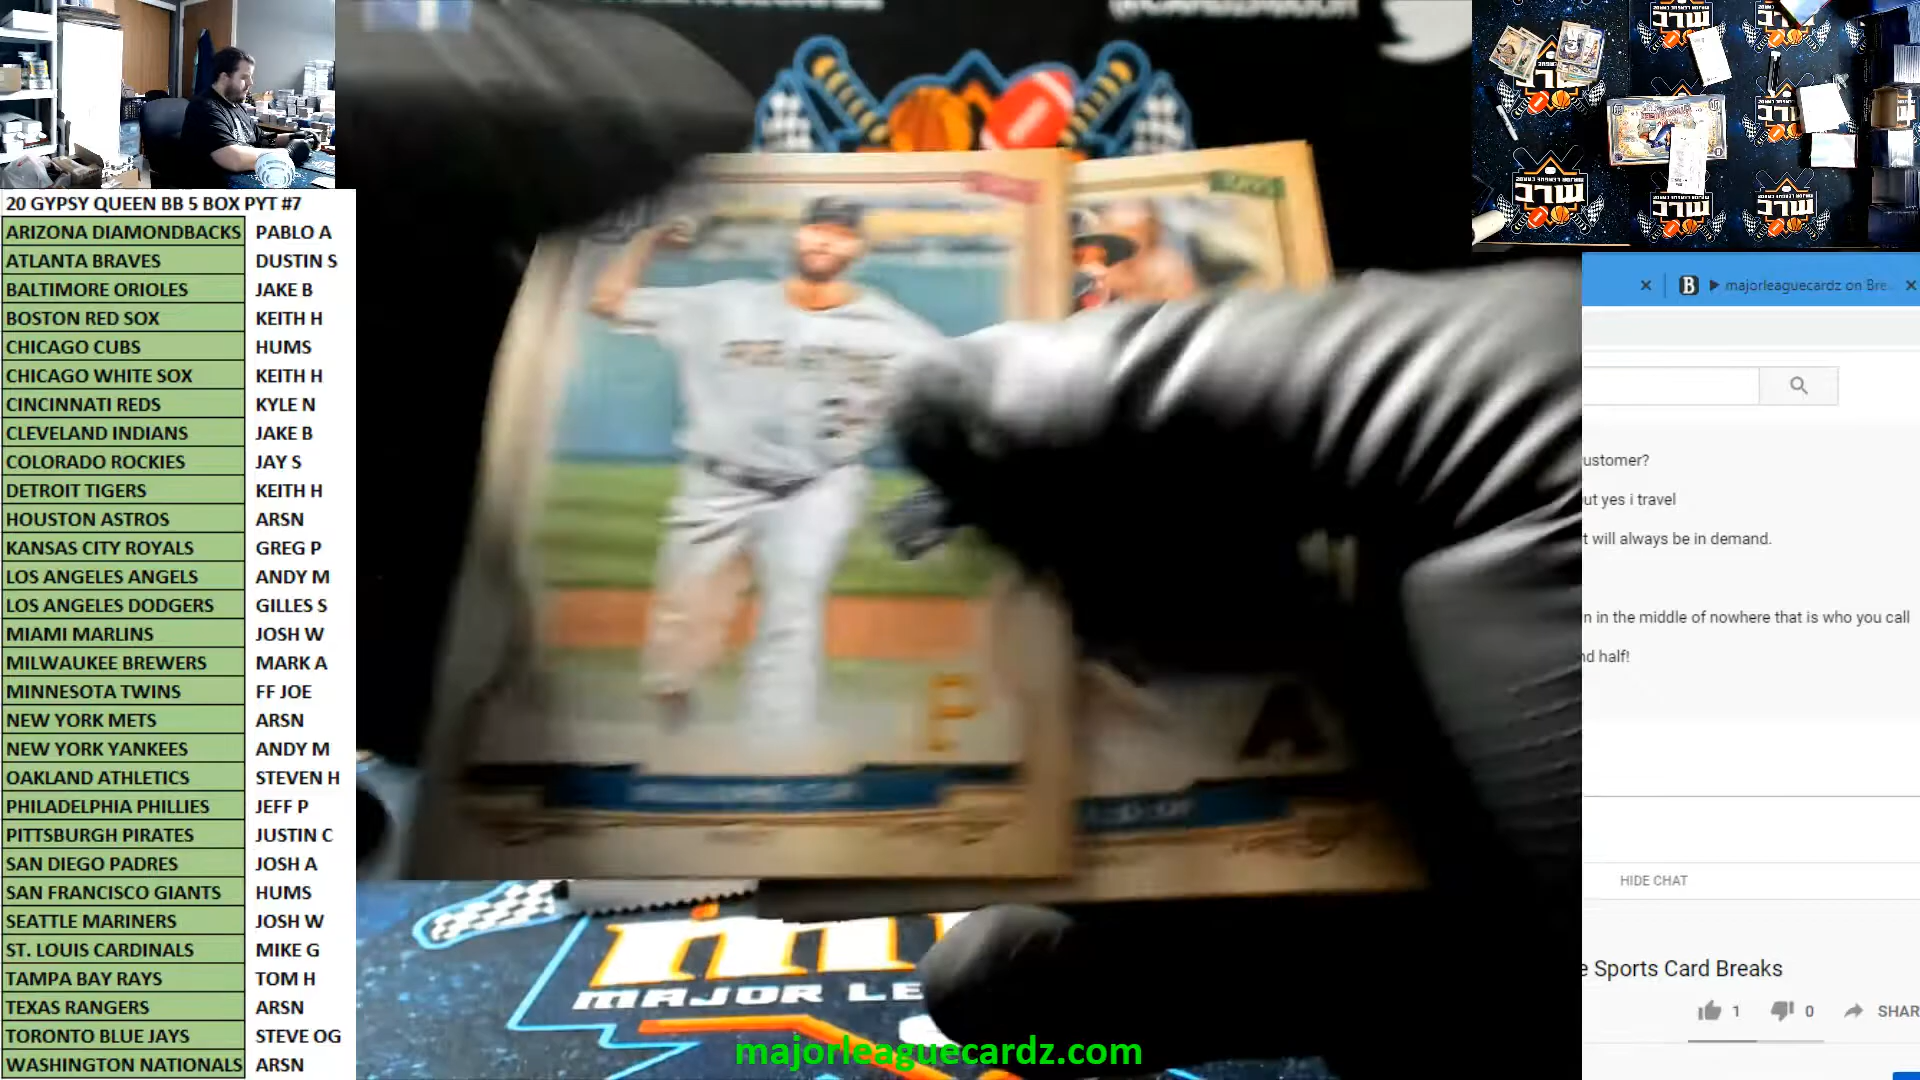 20 GYPSY QUEEN BB 5 BOX PYT #7
ARIZONA DIAMONDBACKS PABLO A
ATLANTA BRAVES DUSTIN S
BALTIMORE ORIOLES JAKE B
BOSTON RED SOX KEITH H
CHICAGO CUBS HUMS
CHICAGO WHITE SOX KEITH H
CINCINNATI REDS KYLE N
CLEVELAND INDIANS JAKE B
COLORADO ROCKIES JAY S
DETROIT TIGERS KEITH H
HOUSTON ASTROS ARSN
KANSAS CITY ROYALS GREG P
LOS ANGELES ANGELS ANDY M
LOS ANGELES DODGERS GILLES S
MIAMI MARLINS JOSH W
MILWAUKEE BREWERS MARK A
MINNESOTA TWINS FF JOE
NEW YORK METS ARSN
NEW YORK YANKEES ANDY M
OAKLAND ATHLETICS STEVEN H
PHILADELPHIA PHILLIES JEFF P
PITTSBURGH PIRATES JUSTIN C
SAN DIEGO PADRES JOSH A
SAN FRANCISCO GIANTS HUMS
SEATTLE MARINERS JOSH W
ST. LOUIS CARDINALS MIKE G
TAMPA BAY RAYS TOM H
TEXAS RANGERS ARSN
TORONTO BLUE JAYS STEVE OG
WASHINGTON NATIONALS ARSN
P
A
MAJOR LE
majorleaguecardz.com
B majorleaguecardz on Bre
ustomer?
ut yes i travel
t will always be in demand.
n in the middle of nowhere that is who you call
nd half!
HIDE CHAT
e Sports Card Breaks
1 0 SHAR